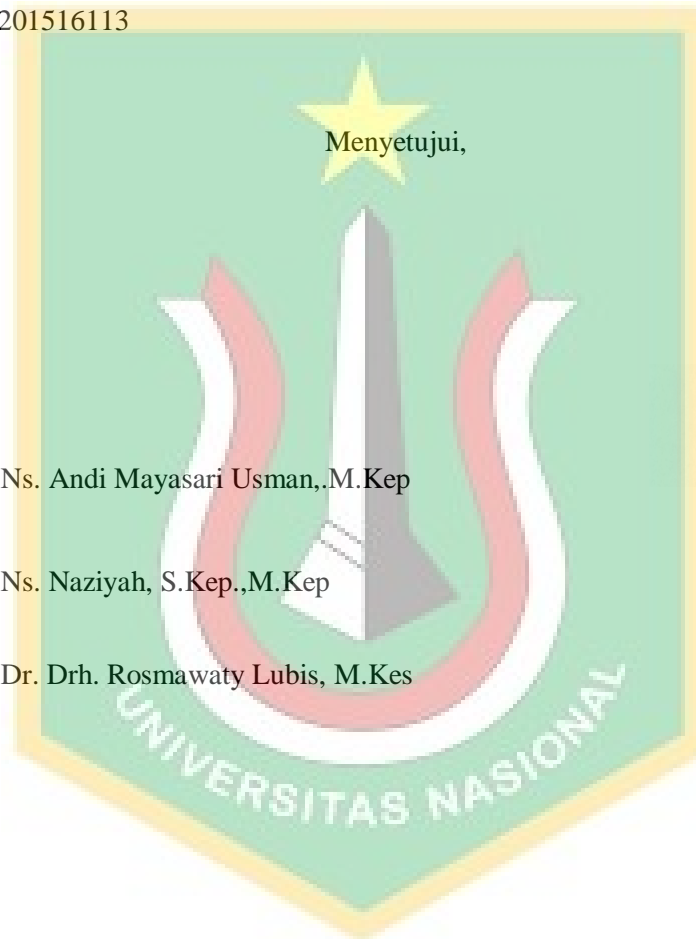 201516113
Menyetujui,
Ns. Andi Mayasari Usman,.M.Kep
Ns. Naziyah, S.Kep.,M.Kep
Dr. Drh. Rosmawaty Lubis, M.Kes
UNIVERSITAS NASIONAL